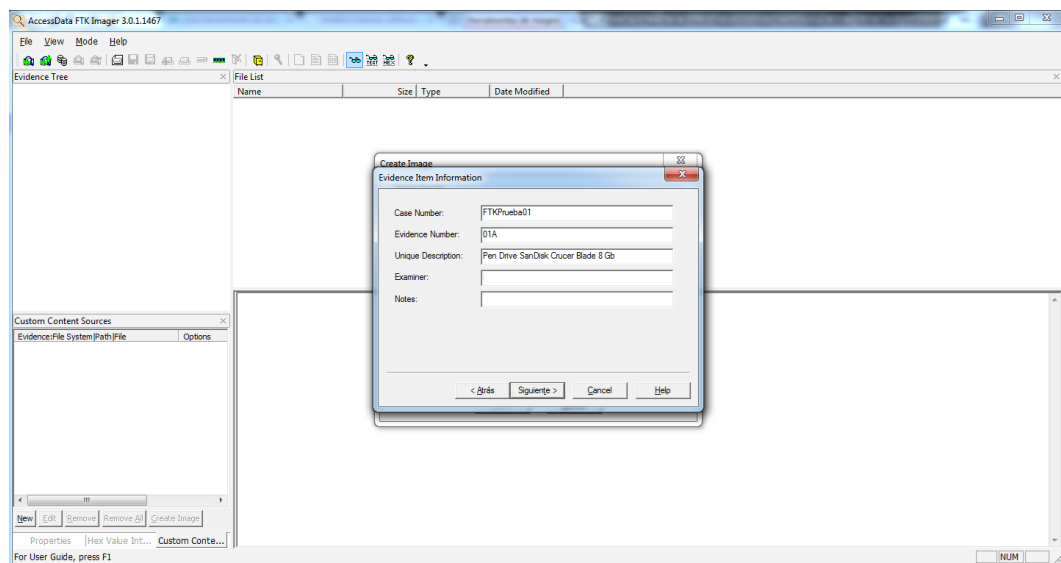 AccessData FTK Imager 3.0.1.1467
File View Mode Help
Evidence Tree
File List
Name Size Type Date Modified
Create Image
Evidence Item Information
Case Number: FTKPrueba01
Evidence Number: 01A
Unique Description: Pen Drive SanDisk Crucer Blade 8 Gb
Examiner:
Notes:
< Atrás Siguiente > Cancel Help
Custom Content Sources
Evidence:File System|Path|File Options
New Edit Remove Remove All Create Image
Properties Hex Value Int... Custom Conte...
For User Guide, press F1
NUM